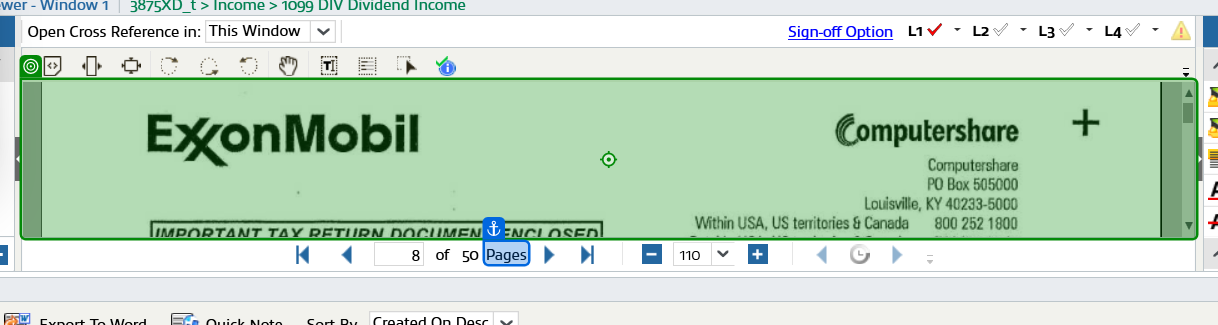 ewer - Window 1 3875XD_t > Income > 1099 DIV Dividend Income
Open Cross Reference in: This Window Sign-off Option L1 L2 L3 L4
ExxonMobil
Computershare
Computershare
PO Box 505000
Louisville, KY 40233-5000
Within USA, US territories & Canada 800 252 1800
IMPORTANT TAX RETURN DOCUMENT ENCLOSED
8 of 50 Pages 110
Export To Word Quick Note Sort By Created On Desc